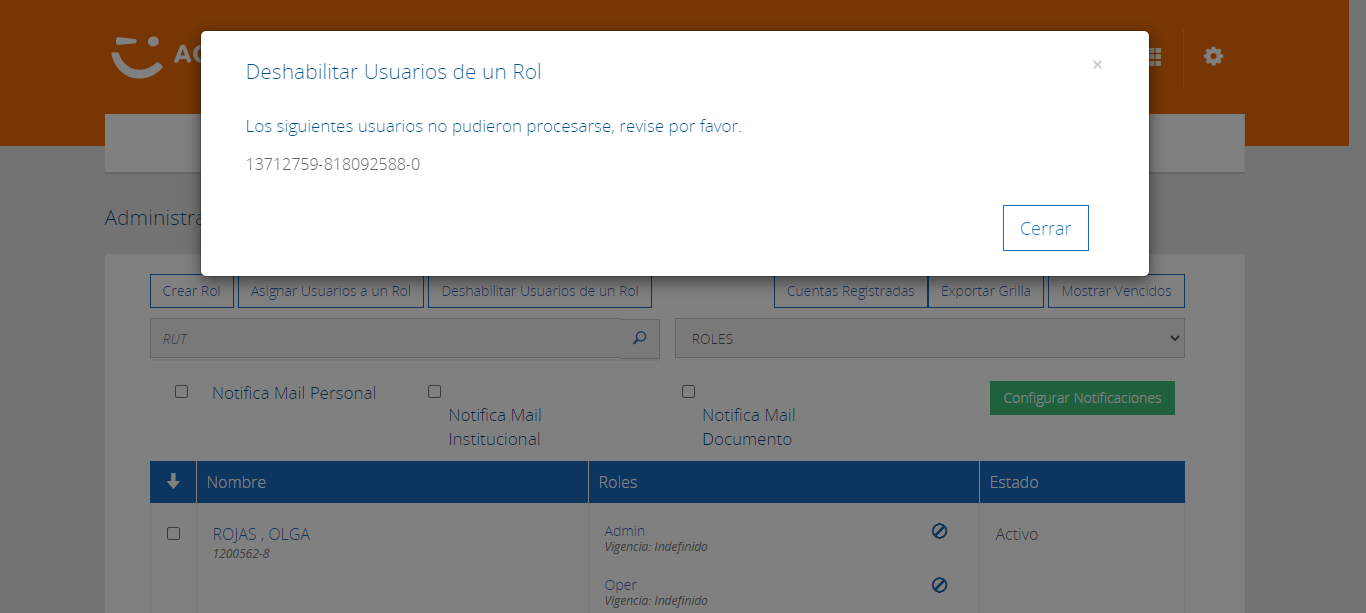 Deshabilitar Usuarios de un Rol
×
Los siguientes usuarios no pudieron procesarse, revise por favor.
13712759-818092588-0
Cerrar
Administra
Crear Rol Asignar Usuarios a un Rol Deshabilitar Usuarios de un Rol Cuentas Registradas Exportar Grilla Mostrar Vencidos
RUT ROLES
Notifica Mail Personal
Notifica Mail
Institucional
Notifica Mail
Documento
Configurar Notificaciones
Nombre Roles Estado
ROJAS , OLGA
1200562-8
Admin
Vigencia: Indefinido
Activo
Oper
Vigencia: Indefinido